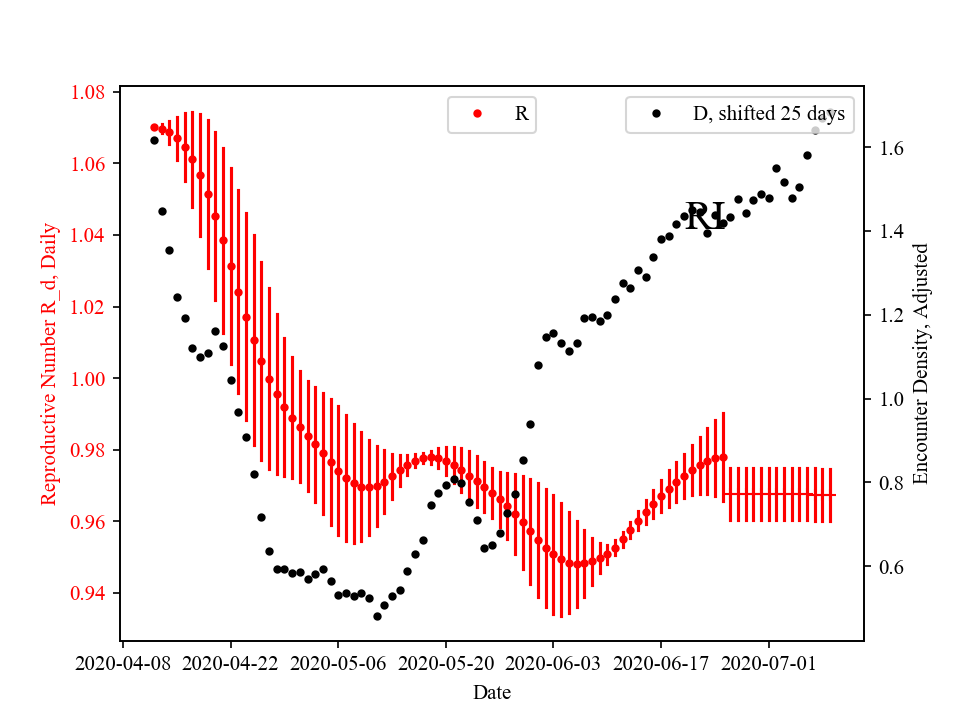 R
D, shifted 25 days
RI
Reproductive Number R_d, Daily
1.08
1.06
1.04
1.02
1.00
0.98
0.96
0.94
Encounter Density, Adjusted
1.6
1.4
1.2
1.0
0.8
0.6
2020-04-08 2020-04-22 2020-05-06 2020-05-20 2020-06-03 2020-06-17 2020-07-01
Date